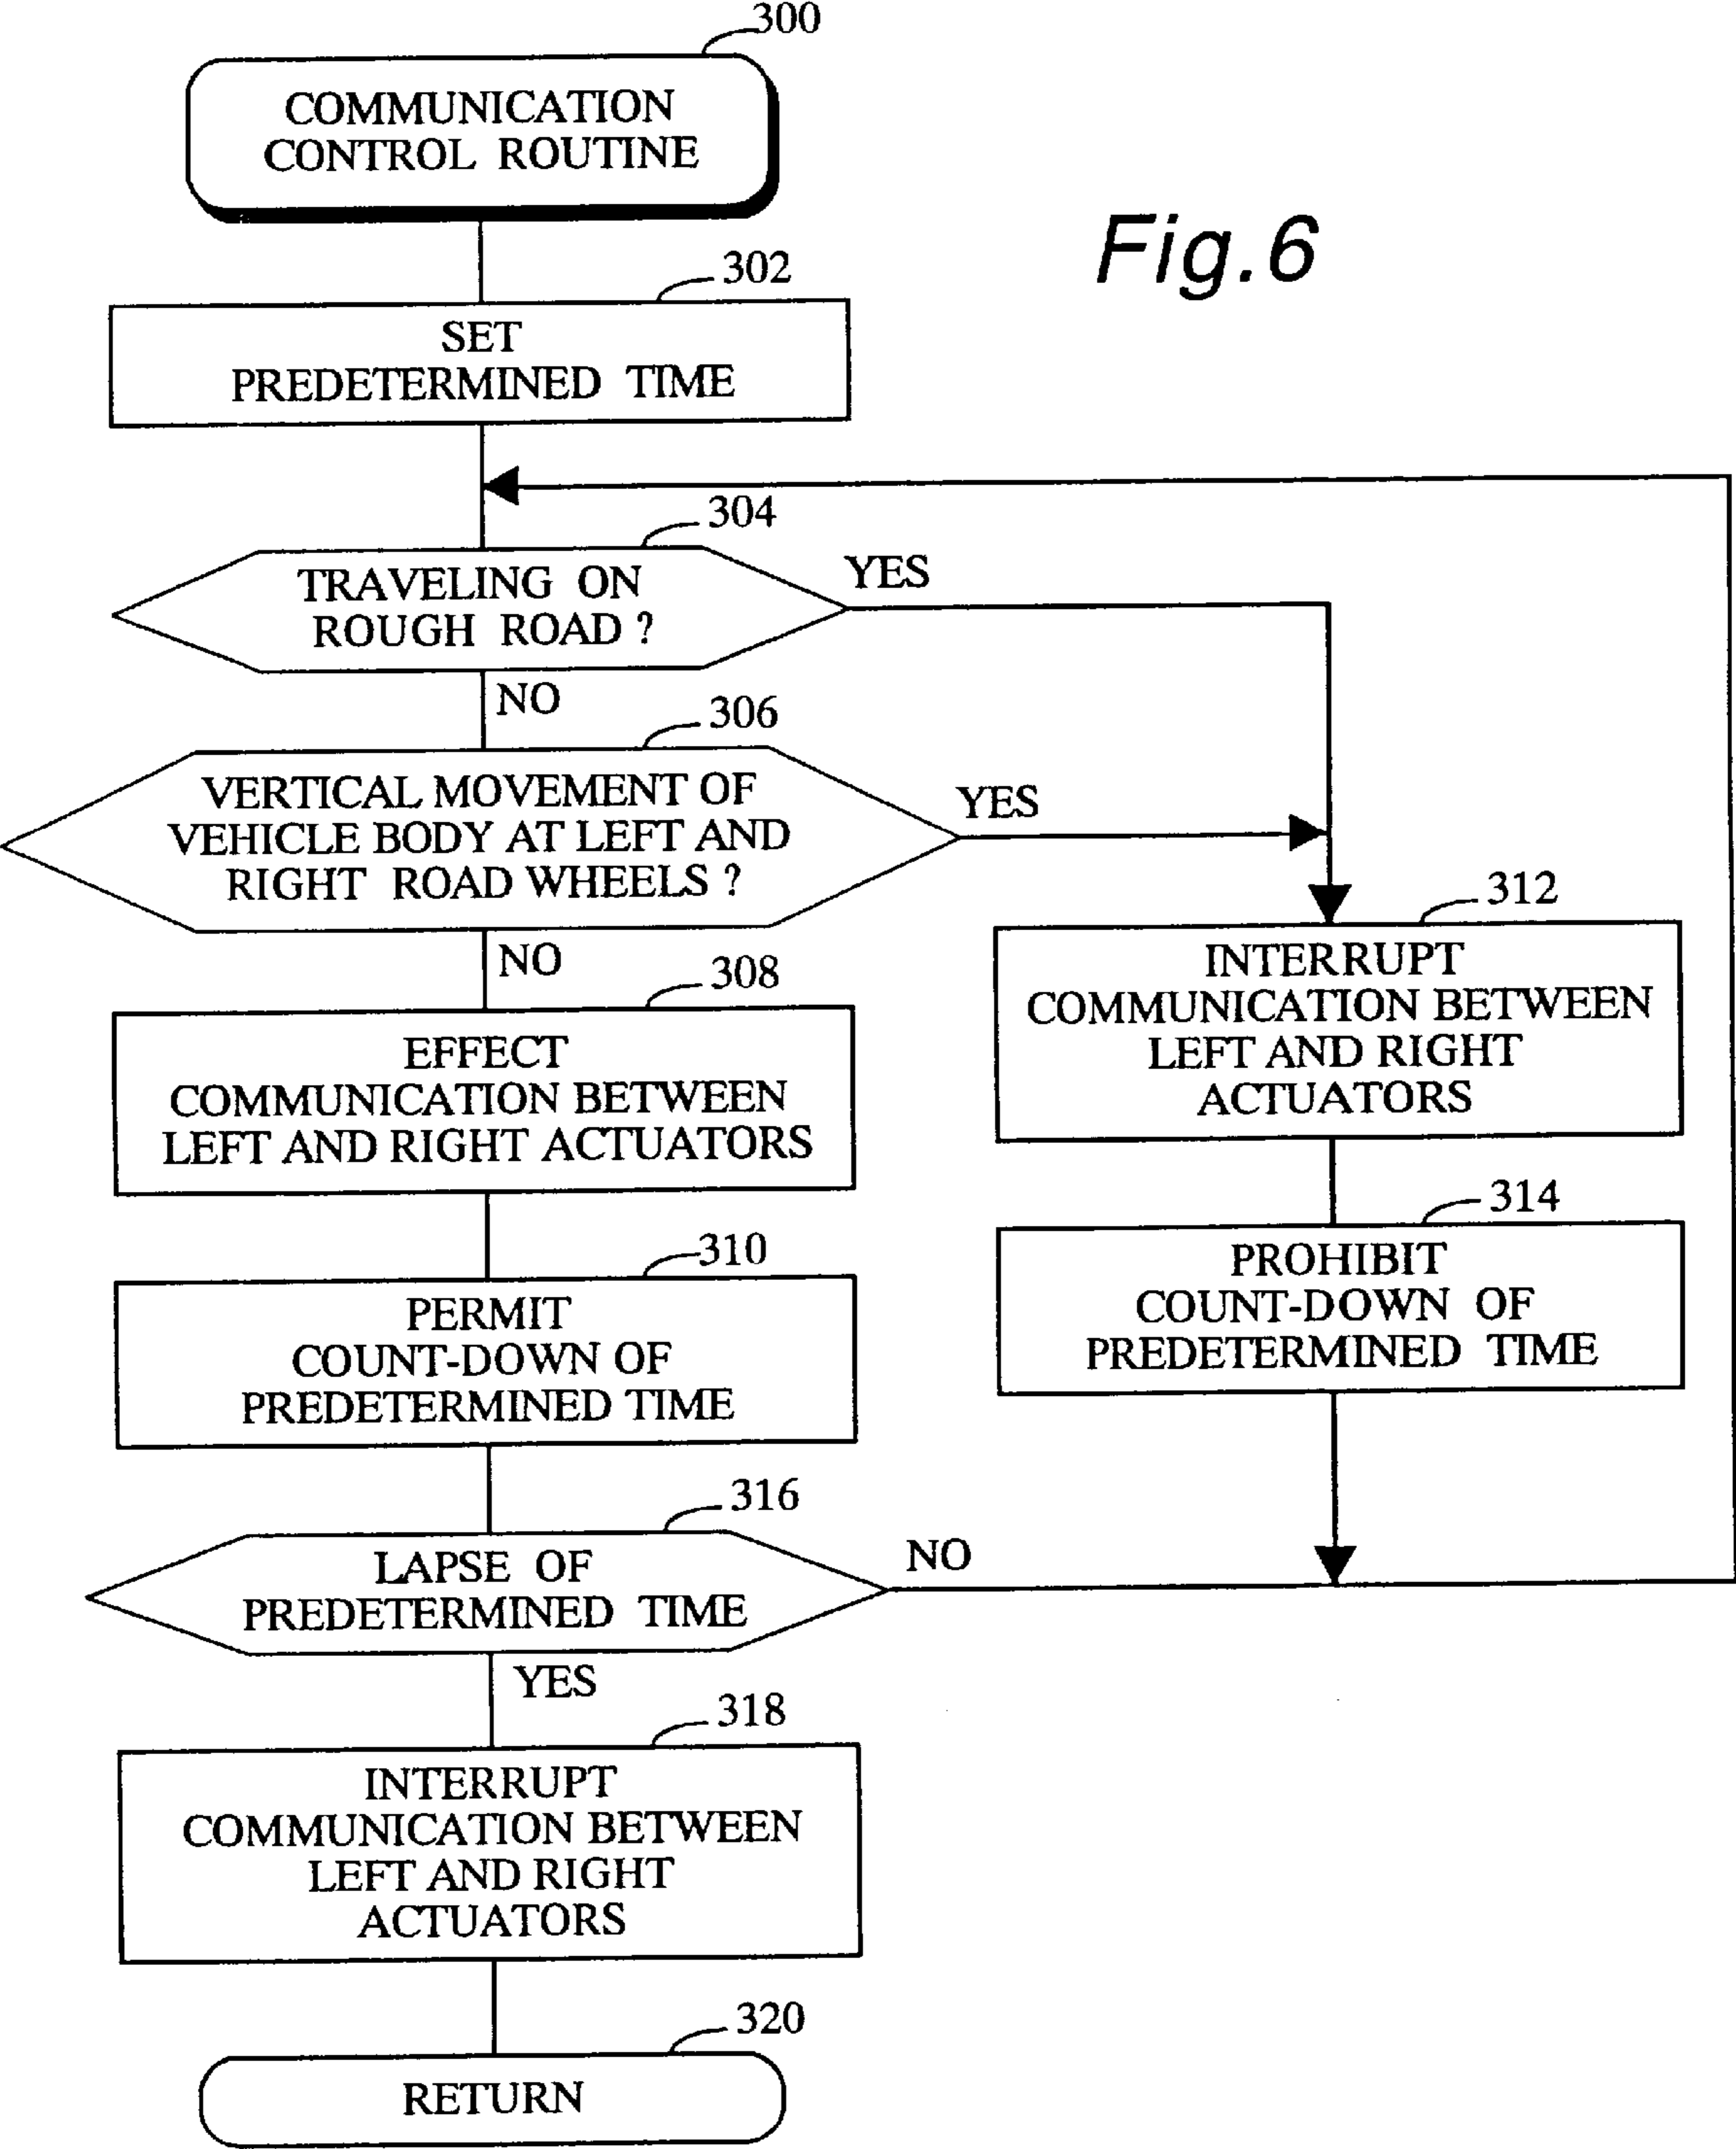 300
COMMUNICATION
CONTROL ROUTINE
Fig.6
302
SET
PREDETERMINED TIME
304
TRAVELING ON
ROUGH ROAD ?
YES
NO
306
VERTICAL MOVEMENT OF
VEHICLE BODY AT LEFT AND
RIGHT ROAD WHEELS ?
YES
NO
308
EFFECT
COMMUNICATION BETWEEN
LEFT AND RIGHT ACTUATORS
312
INTERRUPT
COMMUNICATION BETWEEN
LEFT AND RIGHT
ACTUATORS
310
PERMIT
COUNT-DOWN OF
PREDETERMINED TIME
314
PROHIBIT
COUNT-DOWN OF
PREDETERMINED TIME
316
LAPSE OF
PREDETERMINED TIME
NO
YES
318
INTERRUPT
COMMUNICATION BETWEEN
LEFT AND RIGHT
ACTUATORS
320
RETURN